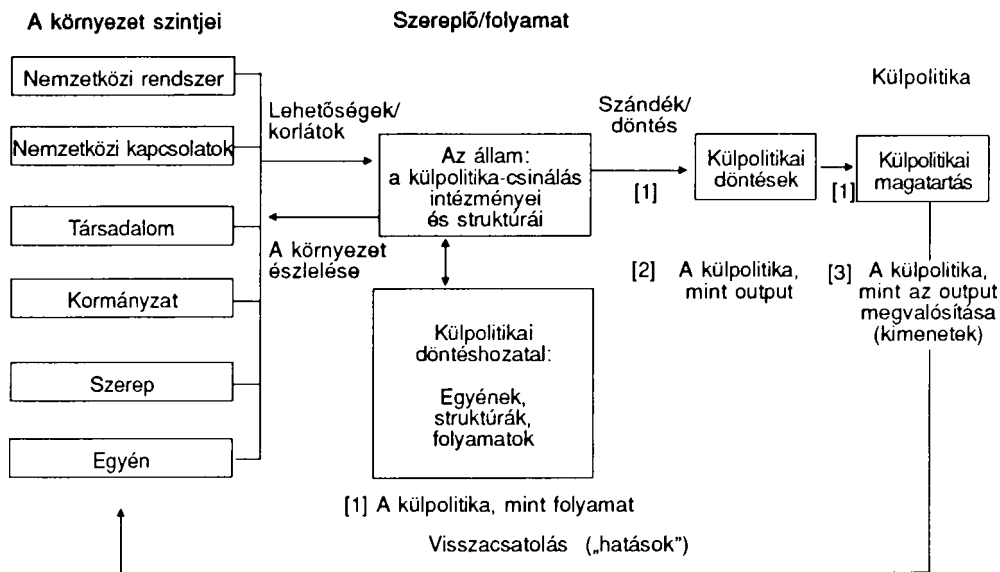 A környezet szintjei
Szereplő/folyamat
Külpolitika
Nemzetközi rendszer
Nemzetközi kapcsolatok
Társadalom
Kormányzat
Szerep
Egyén
Lehetőségek/
korlátok
A környezet
észlelése
Az állam:
a külpolitika-csinálás
intézményei
és struktúrái
Külpolitikai
döntéshozatal:
Egyének,
struktúrák,
folyamatok
[1] A külpolitika, mint folyamat
Szándék/
döntés
[1]
Külpolitikai
döntések
[1]
Külpolitikai
magatartás
[2] A külpolitika,
mint output
[3] A külpolitika,
mint az output
megvalósítása
(kimenetek)
Visszacsatolás („hatások")